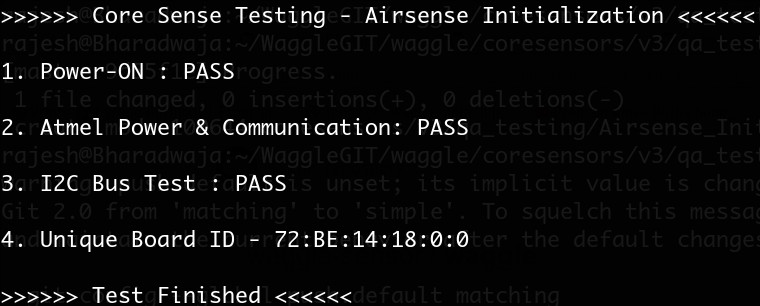 >>>>>> Core Sense Testing - Airsense Initialization <<<<<<
rajesh@Bharadwaja:~/WaggleGIT/waggle/coresensors/v3/qa_test
1. Power-ON : PASS
1 file changed, 0 insertions(+), 0 deletions(-)
2. Atmel Power & Communication: PASS
rajesh@Bharadwaja:~/WaggleGIT/waggle/coresensors/v3/qa_test
3. I2C Bus Test : PASS
Git 2.0 from 'matching' to 'simple'. To squelch this messa
4. Unique Board ID - 72:BE:14:18:0:0
>>>>>> Test Finished <<<<<<